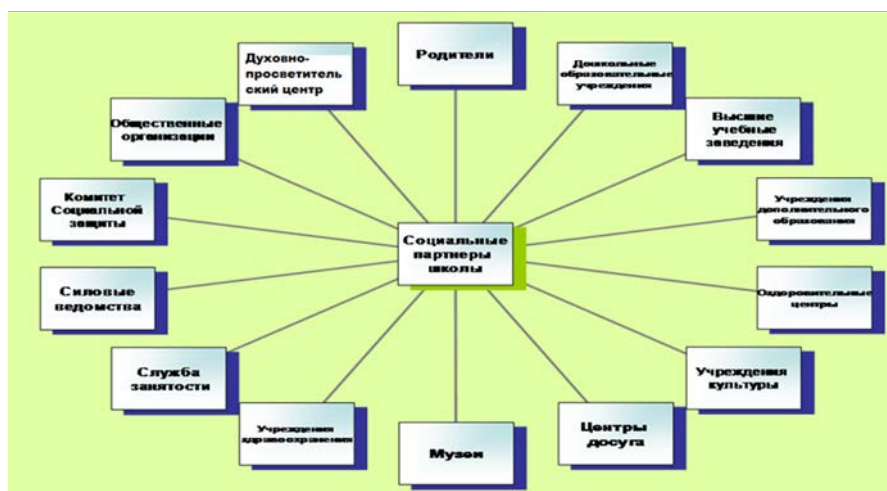 Родители
Духовно-
просветитель
ский центр
Дошкольные
образовательные
учреждения
Общественные
организации
Высшие
учебные
заведения
Комитет
Социальной
защиты
Учреждения
дополнительного
образования
Социальные
партнеры
школы
Силовые
ведомства
Оздоровительные
центры
Служба
занятости
Учреждения
культуры
Учреждения
здравоохранения
Музеи
Центры
досуга